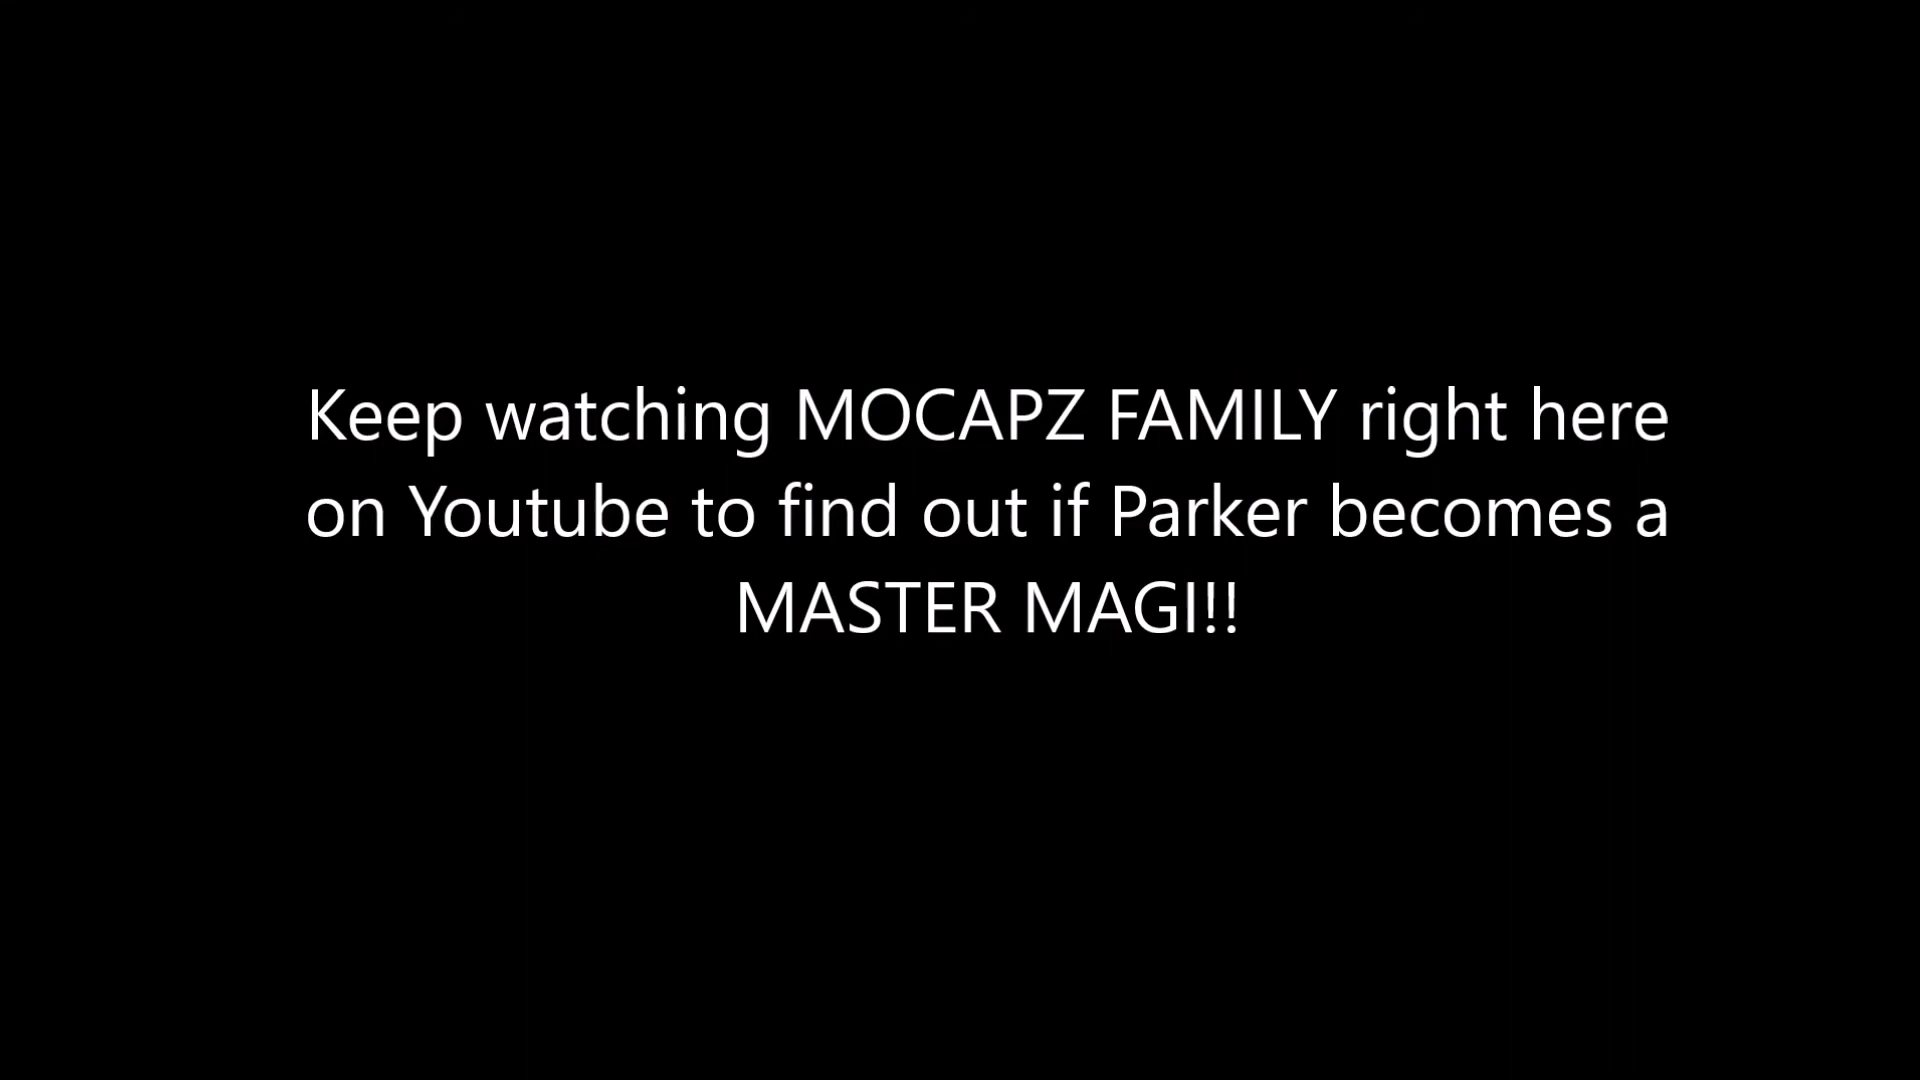 Keep watching MOCAPZ FAMILY right here
on Youtube to find out if Parker becomes a
MASTER MAGI!!